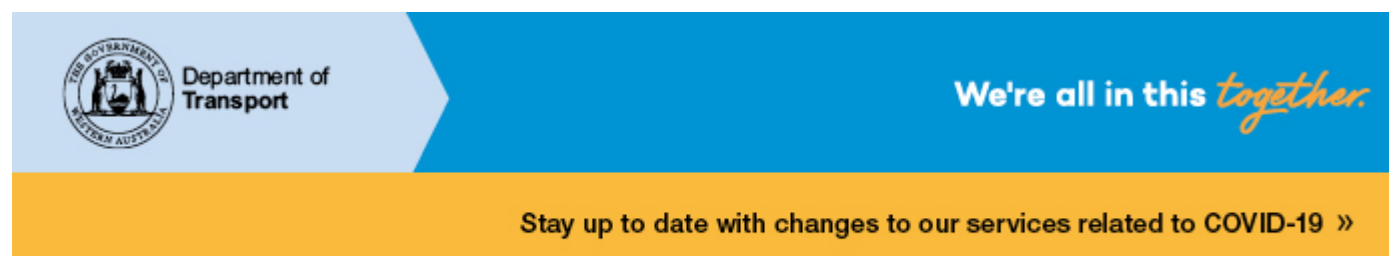 THE GOVERNMENT OF
WESTERN AUSTRALIA
Department of
Transport
We're all in this together.
Stay up to date with changes to our services related to COVID-19 »